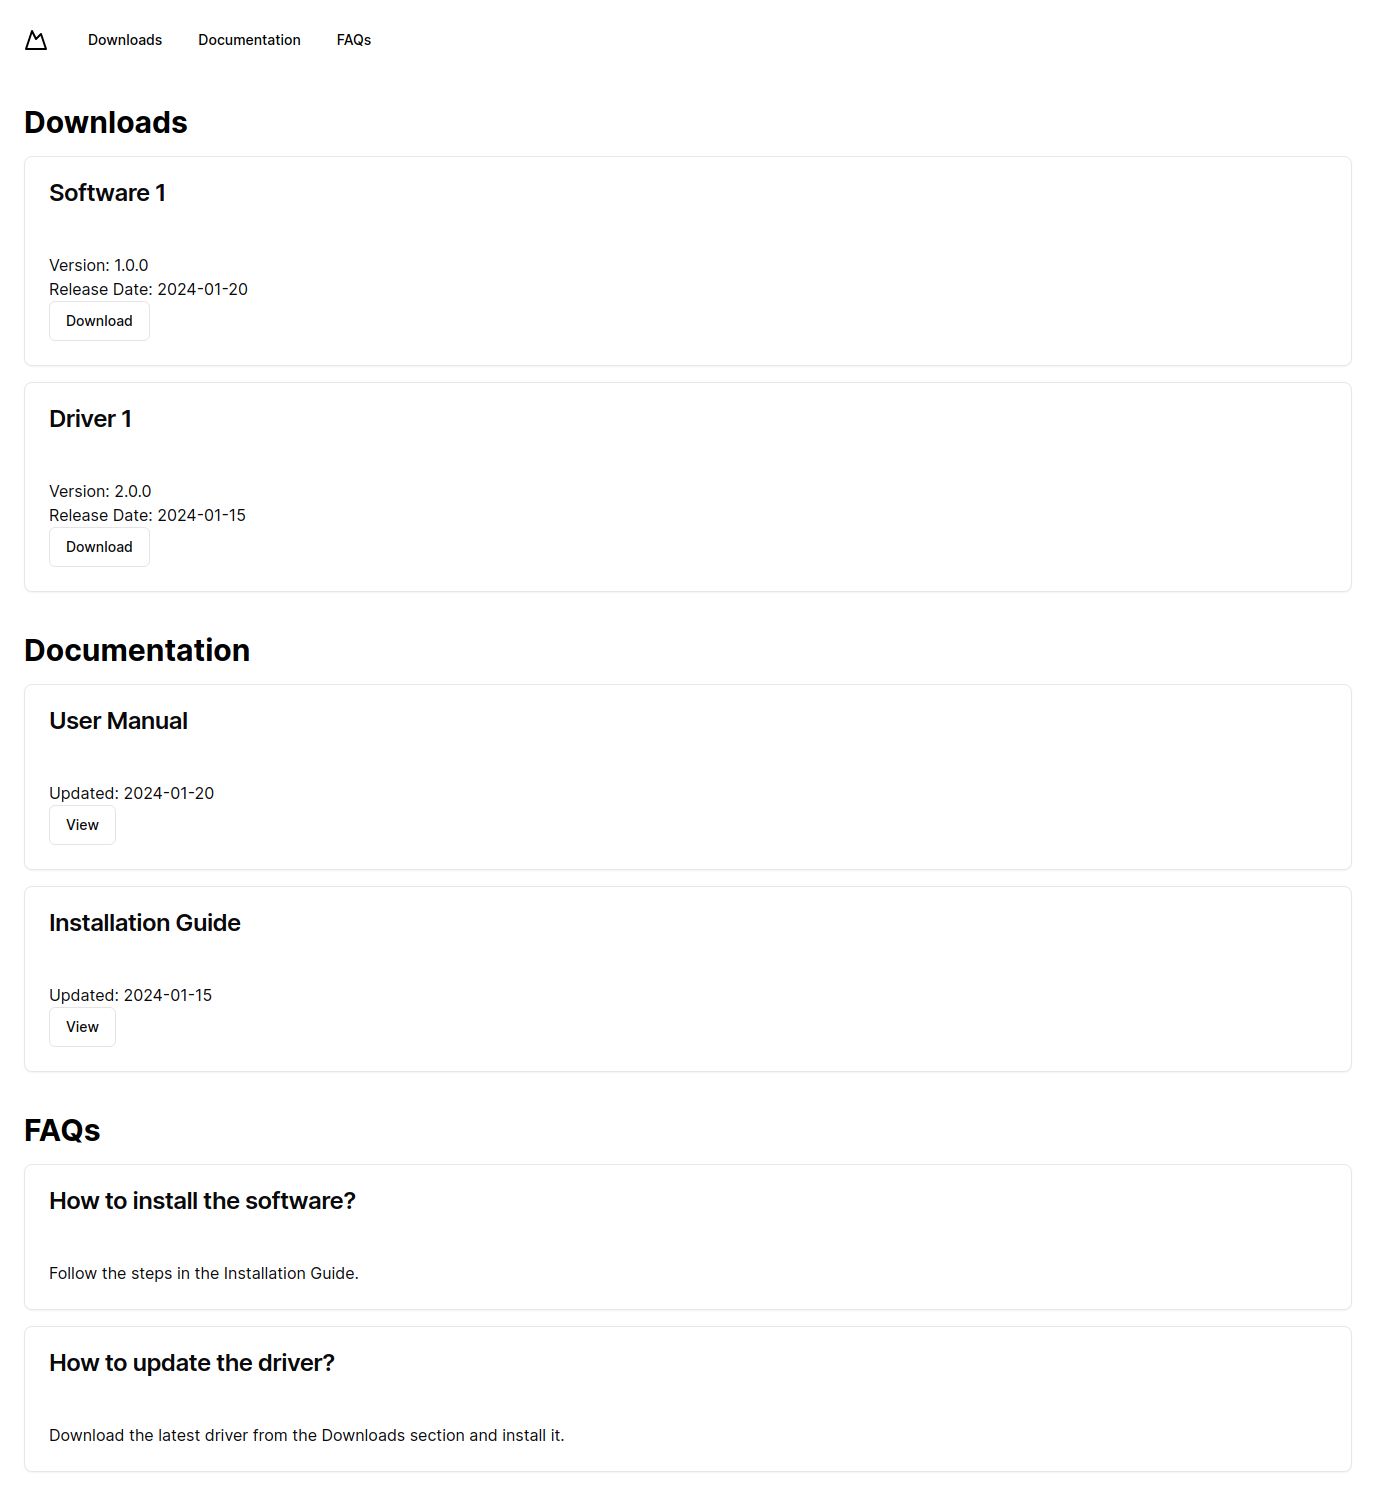 Downloads Documentation FAQs
Downloads
Software 1
Version: 1.0.0
Release Date: 2024-01-20
Download
Driver 1
Version: 2.0.0
Release Date: 2024-01-15
Download
Documentation
User Manual
Updated: 2024-01-20
View
Installation Guide
Updated: 2024-01-15
View
FAQs
How to install the software?
Follow the steps in the Installation Guide.
How to update the driver?
Download the latest driver from the Downloads section and install it.